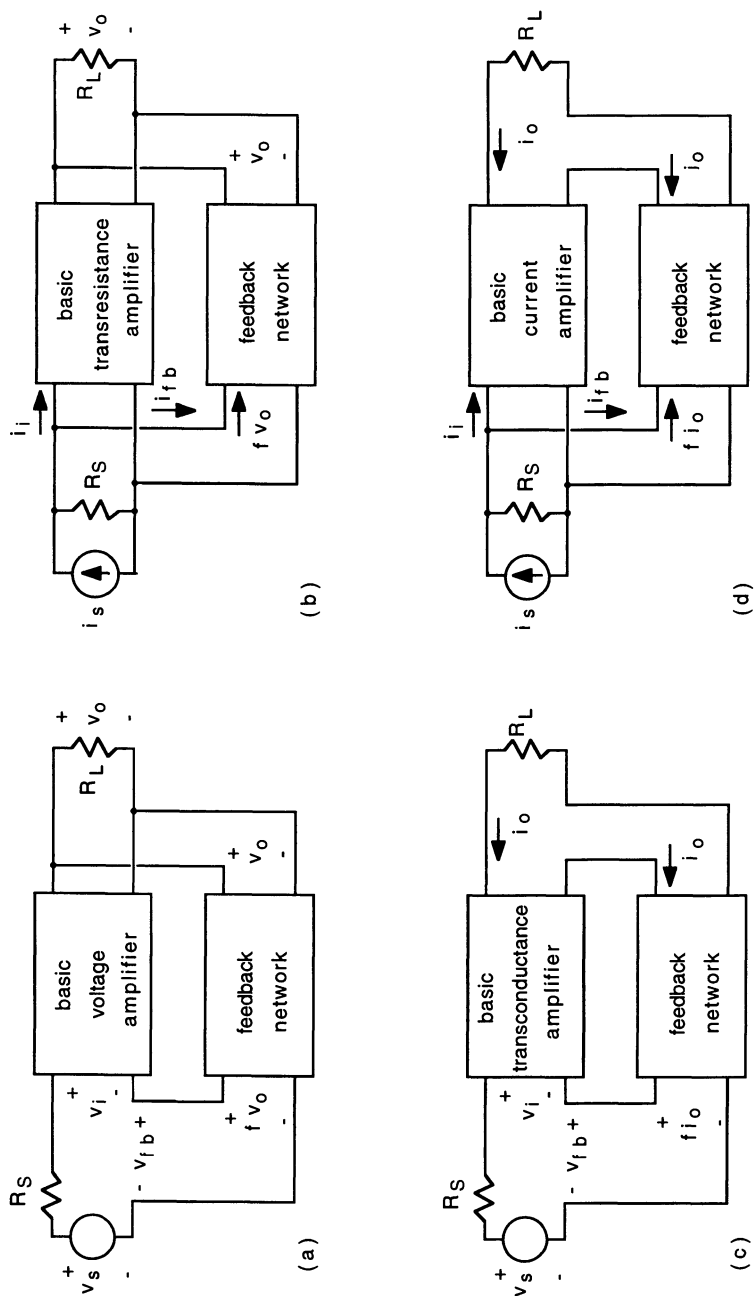 R_S
+
v_s
-
+
v_i
-
- v_fb +
basic
voltage
amplifier
+
f v_o
-
feedback
network
+
v_o
-
R_L
+
v_o
-
(a)
i_s
R_S
i_i
i_fb
basic
transresistance
amplifier
f v_o
feedback
network
+
v_o
-
R_L
+
v_o
-
(b)
R_S
+
v_s
-
+
v_i
-
- v_fb +
basic
transconductance
amplifier
+
f i_o
-
feedback
network
i_o
i_o
R_L
(c)
i_s
R_S
i_i
i_fb
basic
current
amplifier
f i_o
feedback
network
i_o
i_o
R_L
(d)